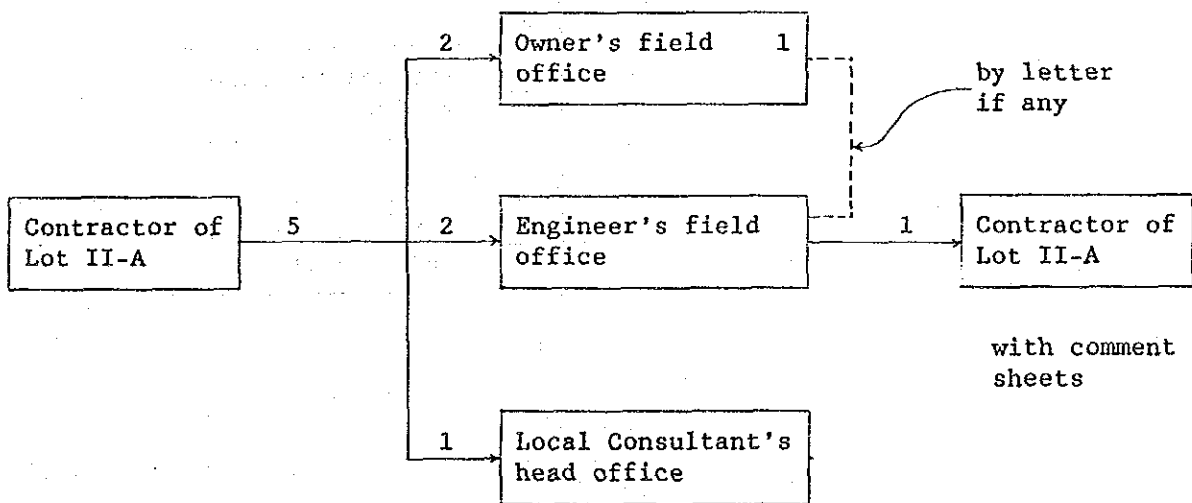 2
Owner's field 1
office
by letter
if any
Contractor of
Lot II-A
5
2
Engineer's field
office
1
Contractor of
Lot II-A
with comment
sheets
1
Local Consultant's
head office